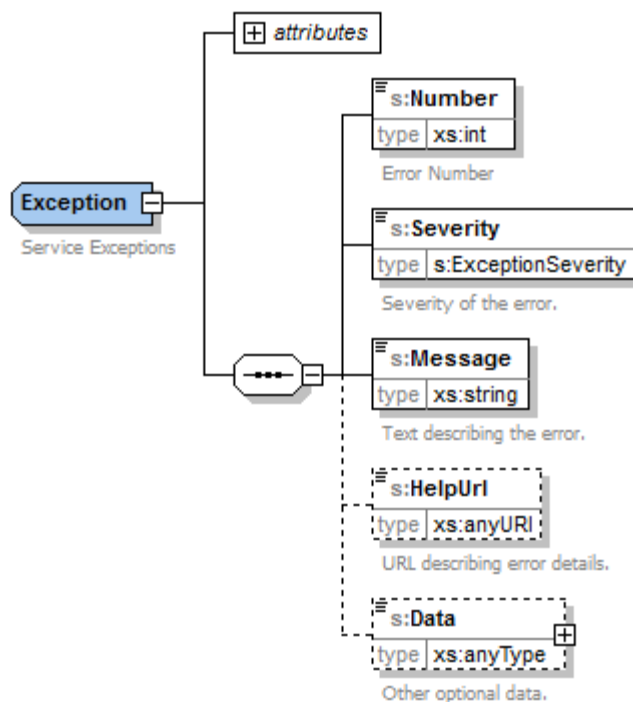 attributes
s:Number
type xs:int
Error Number
Exception
Service Exceptions
s:Severity
type s:ExceptionSeverity
Severity of the error.
s:Message
type xs:string
Text describing the error.
s:HelpUrl
type xs:anyURI
URL describing error details.
s:Data
type xs:anyType
Other optional data.